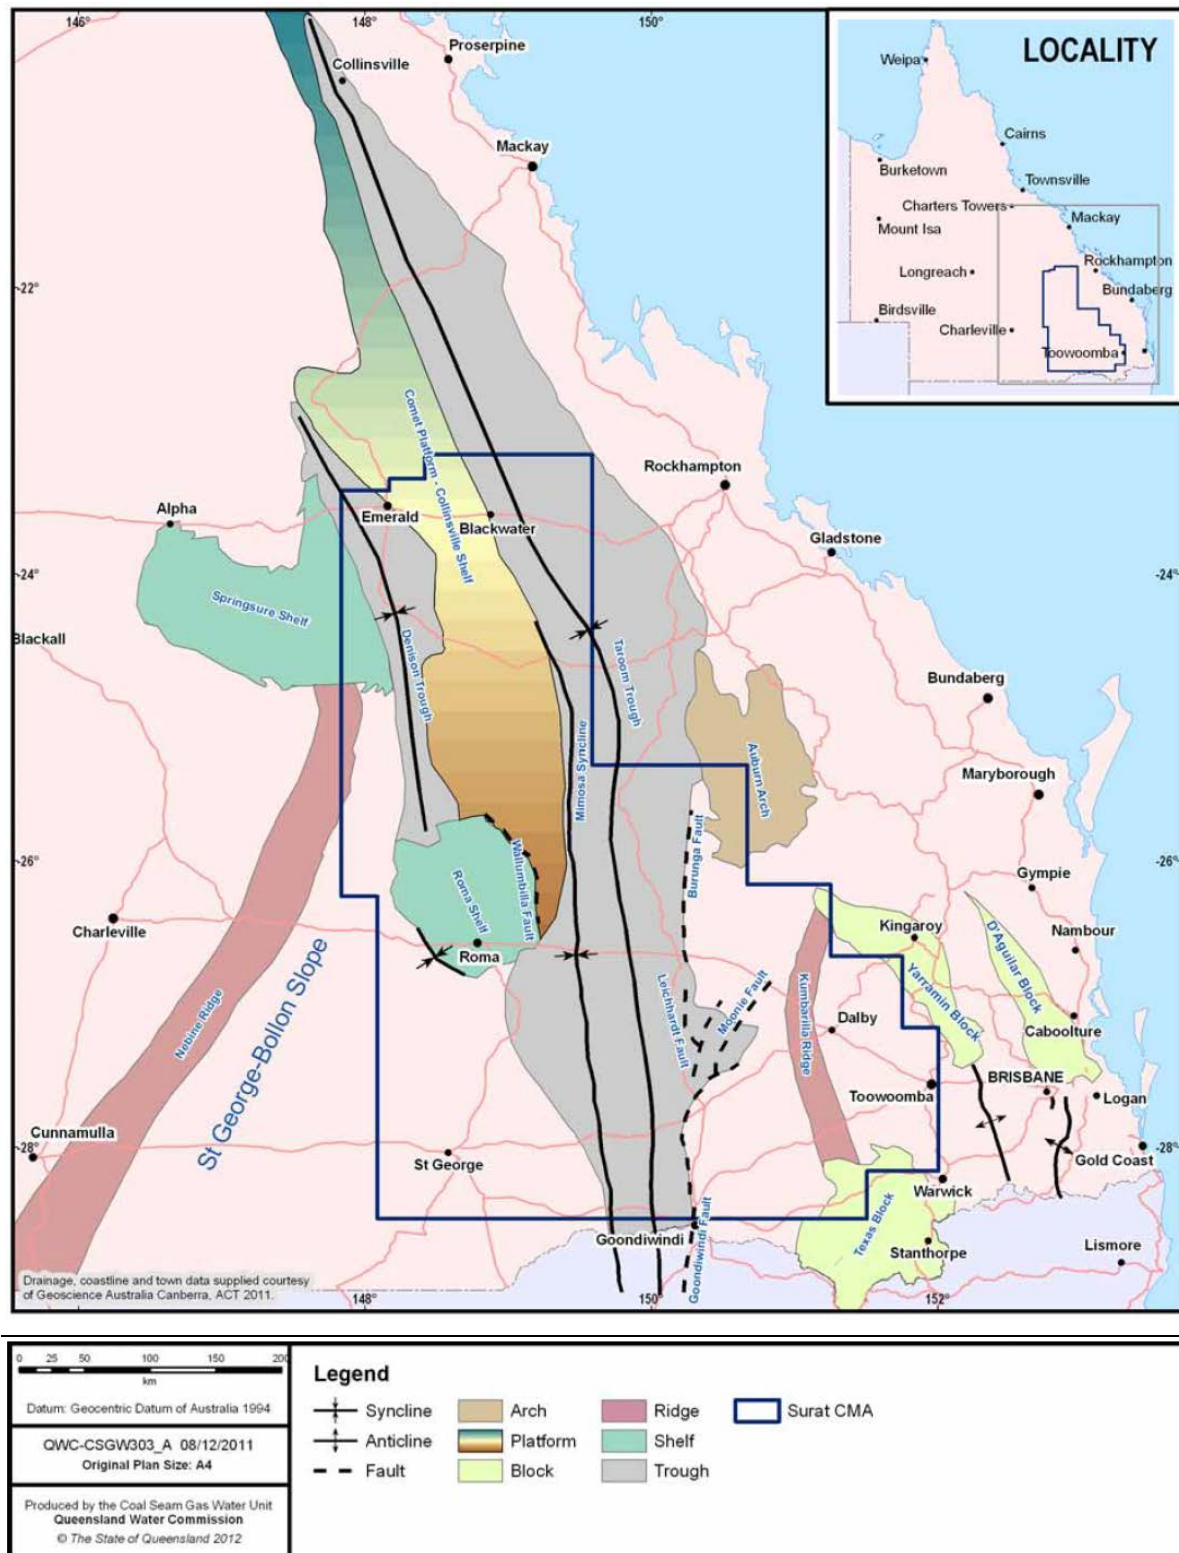 146°
148°
150°
LOCALITY
Weipa
Cairns
Burketown
Townsville
Charters Towers
Mackay
Mount Isa
Rockhampton
Longreach
Bundaberg
Birdsville
Charleville
Toowoomba
Collinsville
Proserpine
Mackay
-22°
Comet Platform - Collinsville Shelf
Rockhampton
Alpha
Emerald
Blackwater
Gladstone
-24°
-24°
Springsure Shelf
Blackall
Denison Trough
Taroom Trough
Bundaberg
Mimosa Syncline
Auburn Arch
Maryborough
-26°
-26°
Wallumbilla Fault
Burunga Fault
Roma Shelf
Gympie
Charleville
Roma
Kingaroy
Nambour
D'Aguilar Block
Yarramin Block
St George-Bollon Slope
Nebine Ridge
Leichhardt Fault
Moonie Fault
Kumbarilla Ridge
Dalby
Caboolture
BRISBANE
Toowoomba
Logan
Cunnamulla
-28°
-28°
St George
Gold Coast
Warwick
Texas Block
Goondiwindi
Goondiwindi Fault
Stanthorpe
Lismore
Drainage, coastline and town data supplied courtesy
of Geoscience Australia Canberra, ACT 2011.
148°
150°
152°
0 25 50 100 150 200
km
Datum: Geocentric Datum of Australia 1994
QWC-CSGW303_A 08/12/2011
Original Plan Size: A4
Produced by the Coal Seam Gas Water Unit
Queensland Water Commission
© The State of Queensland 2012
Legend
Syncline
Arch
Ridge
Surat CMA
Anticline
Platform
Shelf
Fault
Block
Trough